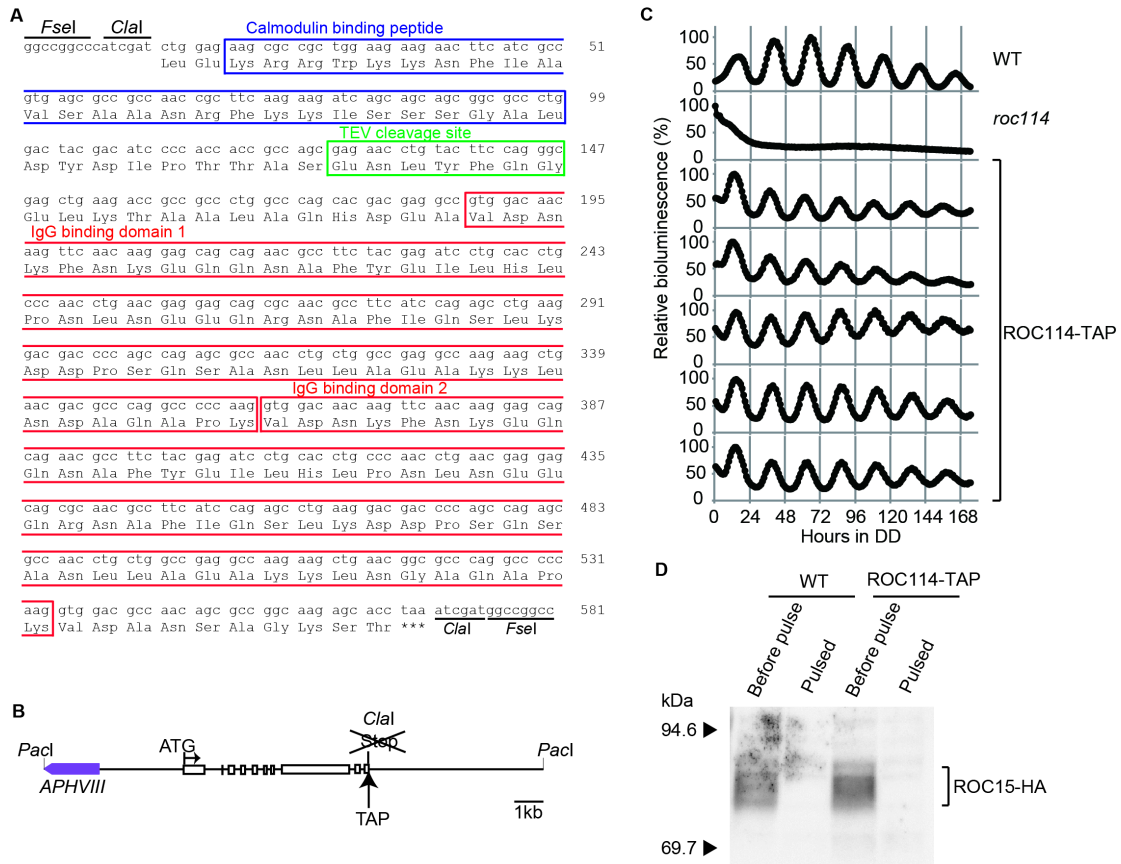 A
FseI ClaI Calmodulin binding peptide
ggccggcccatcgat ctg gag aag cgc cgc tgg aag aag aac ttc atc gcc 51
Leu Glu Lys Arg Arg Trp Lys Lys Asn Phe Ile Ala
gtg agc gcc gcc aac cgc ttc aag aag atc agc agc agc ggc gcc ctg 99
Val Ser Ala Ala Asn Arg Phe Lys Lys Ile Ser Ser Ser Gly Ala Leu
TEV cleavage site
gac tac gac atc ccc acc acc gcc agc gag aac ctg tac ttc cag ggc 147
Asp Tyr Asp Ile Pro Thr Thr Ala Ser Glu Asn Leu Tyr Phe Gln Gly
gag ctg aag acc gcc gcc ctg gcc cag cac gac gag gcc gtg gac aac 195
Glu Leu Lys Thr Ala Ala Leu Ala Gln His Asp Glu Ala Val Asp Asn
IgG binding domain 1
aag ttc aac aag gag cag cag aac gcc ttc tac gag atc ctg cac ctg 243
Lys Phe Asn Lys Glu Gln Gln Asn Ala Phe Tyr Glu Ile Leu His Leu
ccc aac ctg aac gag gag cag cgc aac gcc ttc atc cag agc ctg aag 291
Pro Asn Leu Asn Glu Glu Gln Arg Asn Ala Phe Ile Gln Ser Leu Lys
gac gac ccc agc cag agc gcc aac ctg ctg gcc gag gcc aag aag ctg 339
Asp Asp Pro Ser Gln Ser Ala Asn Leu Leu Ala Glu Ala Lys Lys Leu
IgG binding domain 2
aac gac gcc cag gcc ccc aag gtg gac aac aag ttc aac aag gag cag 387
Asn Asp Ala Gln Ala Pro Lys Val Asp Asn Lys Phe Asn Lys Glu Gln
cag aac gcc ttc tac gag atc ctg cac ctg ccc aac ctg aac gag gag 435
Gln Asn Ala Phe Tyr Glu Ile Leu His Leu Pro Asn Leu Asn Glu Glu
cag cgc aac gcc ttc atc cag agc ctg aag gac gac ccc agc cag agc 483
Gln Arg Asn Ala Phe Ile Gln Ser Leu Lys Asp Asp Pro Ser Gln Ser
gcc aac ctg ctg gcc gag gcc aag aag ctg aac ggc gcc cag gcc ccc 531
Ala Asn Leu Leu Ala Glu Ala Lys Lys Leu Asn Gly Ala Gln Ala Pro
aag gtg gac gcc aac agc gcc ggc aag agc acc taa atcgatggccggcc 581
Lys Val Asp Ala Asn Ser Ala Gly Lys Ser Thr *** ClaI FseI
B
PacI ATG ClaI Stop PacI
APHVIII
TAP
1kb
C
Relative bioluminescence (%)
100
50
0
WT
100
50
0
roc114
100
50
0
100
50
0
100
50
0
100
50
0
100
50
0
ROC114-TAP
0 24 48 72 96 120 144 168
Hours in DD
D
WT ROC114-TAP
Before pulse
Pulsed
Before pulse
Pulsed
kDa
94.6
ROC15-HA
69.7